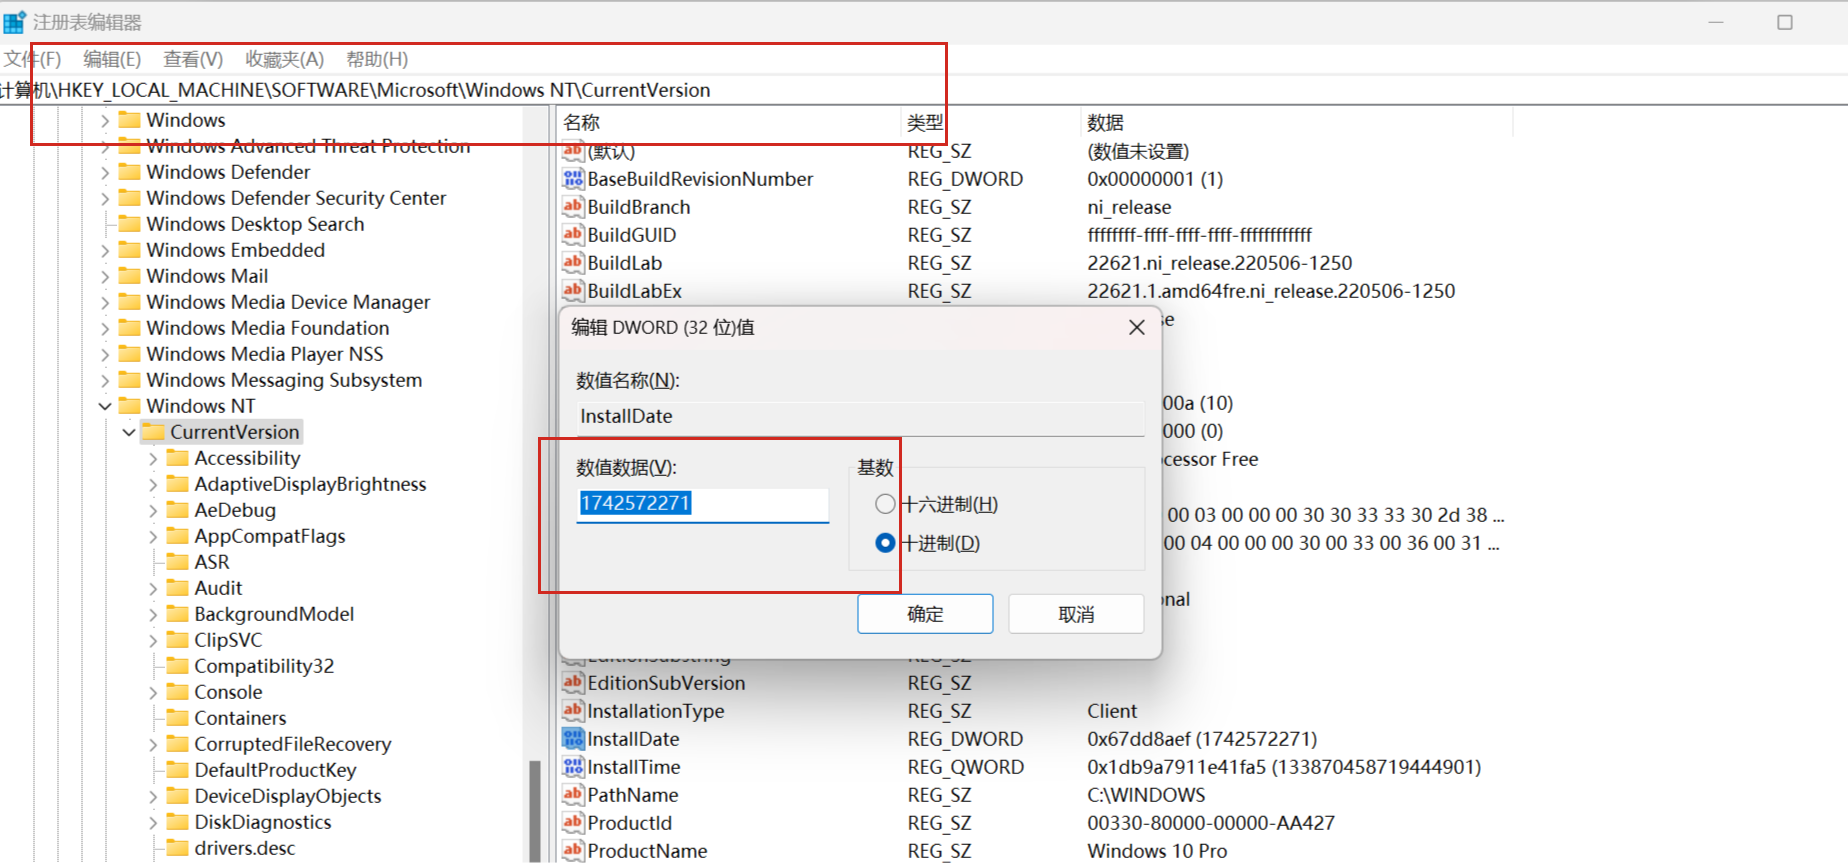 注册表编辑器
文件(F) 编辑(E) 查看(V) 收藏夹(A) 帮助(H)
计算机\HKEY_LOCAL_MACHINE\SOFTWARE\Microsoft\Windows NT\CurrentVersion
Windows
Windows Advanced Threat Protection
Windows Defender
Windows Defender Security Center
Windows Desktop Search
Windows Embedded
Windows Mail
Windows Media Device Manager
Windows Media Foundation
Windows Media Player NSS
Windows Messaging Subsystem
Windows NT
CurrentVersion
Accessibility
AdaptiveDisplayBrightness
AeDebug
AppCompatFlags
ASR
Audit
BackgroundModel
ClipSVC
Compatibility32
Console
Containers
CorruptedFileRecovery
DefaultProductKey
DeviceDisplayObjects
DiskDiagnostics
drivers.desc
名称 类型 数据
(默认) REG_SZ (数值未设置)
BaseBuildRevisionNumber REG_DWORD 0x00000001 (1)
BuildBranch REG_SZ ni_release
BuildGUID REG_SZ ffffffff-ffff-ffff-ffff-ffffffffffff
BuildLab REG_SZ 22621.ni_release.220506-1250
BuildLabEx REG_SZ 22621.1.amd64fre.ni_release.220506-1250
se
00a (10)
000 (0)
cessor Free
00 03 00 00 00 30 30 33 33 30 2d 38 ...
00 04 00 00 00 30 00 33 00 36 00 31 ...
onal
编辑 DWORD (32 位)值
数值名称(N):
InstallDate
数值数据(V):
1742572271
基数
十六进制(H)
十进制(D)
确定 取消
EditionSubstring REG_SZ
EditionSubVersion REG_SZ
InstallationType REG_SZ Client
InstallDate REG_DWORD 0x67dd8aef (1742572271)
InstallTime REG_QWORD 0x1db9a7911e41fa5 (133870458719444901)
PathName REG_SZ C:\WINDOWS
ProductId REG_SZ 00330-80000-00000-AA427
ProductName REG_SZ Windows 10 Pro